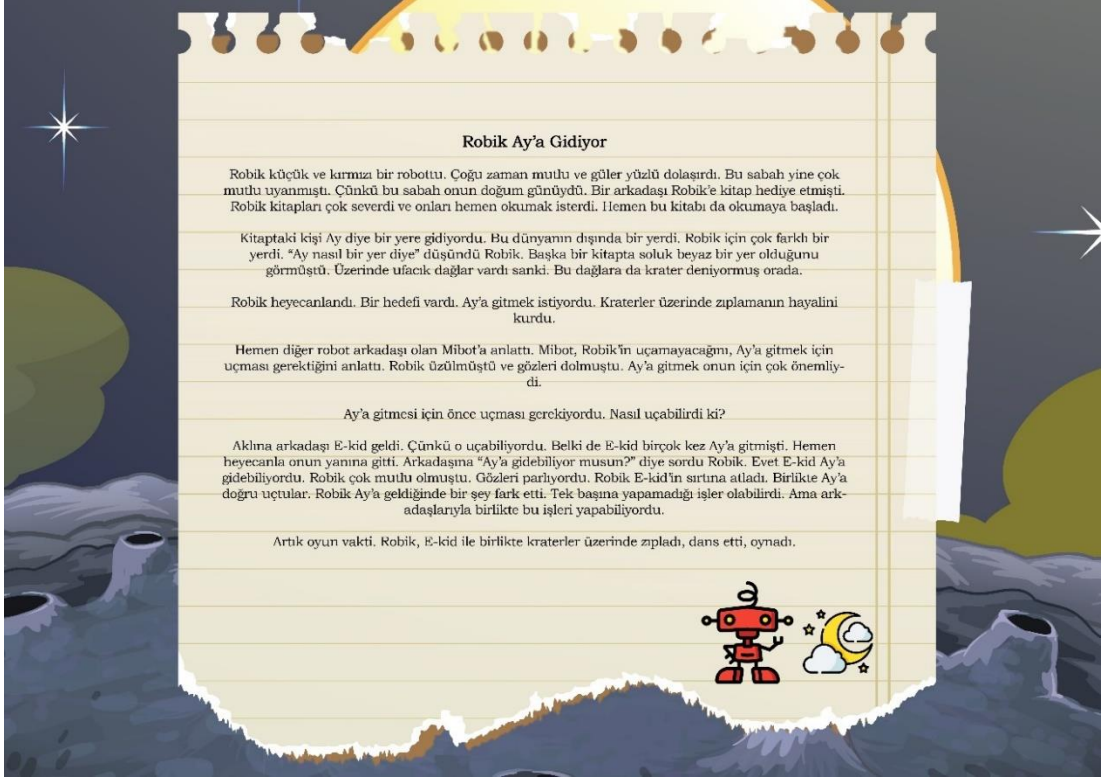 Robik Ay’a Gidiyor
Robik küçük ve kırmızı bir robottu. Çoğu zaman mutlu ve güler yüzlü dolaşırdı. Bu sabah yine çok
mutlu uyanmıştı. Çünkü bu sabah onun doğum günüydü. Bir arkadaşı Robik’e kitap hediye etmişti.
Robik kitapları çok severdi ve onları hemen okumak isterdi. Hemen bu kitabı da okumaya başladı.
Kitaptaki kişi Ay diye bir yere gidiyordu. Bu dünyanın dışında bir yerdi. Robik için çok farklı bir
yerdi. “Ay nasıl bir yer diye” düşündü Robik. Başka bir kitapta soluk beyaz bir yer olduğunu
görmüştü. Üzerinde ufacık dağlar vardı sanki. Bu dağlara da krater deniyormuş orada.
Robik heyecanlandı. Bir hedefi vardı. Ay’a gitmek istiyordu. Kraterler üzerinde zıplamanın hayalini
kurdu.
Hemen diğer robot arkadaşı olan Mibot’a anlattı. Mibot, Robik’in uçamayacağını, Ay’a gitmek için
uçması gerektiğini anlattı. Robik üzülmüştü ve gözleri dolmuştu. Ay’a gitmek onun için çok önemliy-
di.
Ay’a gitmesi için önce uçması gerekiyordu. Nasıl uçabilirdi ki?
Aklına arkadaşı E-kid geldi. Çünkü o uçabiliyordu. Belki de E-kid birçok kez Ay’a gitmişti. Hemen
heyecanla onun yanına gitti. Arkadaşına “Ay’a gidebiliyor musun?” diye sordu Robik. Evet E-kid Ay’a
gidebiliyordu. Robik çok mutlu olmuştu. Gözleri parlıyordu. Robik E-kid’in sırtına atladı. Birlikte Ay’a
doğru uçtular. Robik Ay’a geldiğinde bir şey fark etti. Tek başına yapamadığı işler olabilirdi. Ama ark-
adaşlarıyla birlikte bu işleri yapabiliyordu.
Artık oyun vakti. Robik, E-kid ile birlikte kraterler üzerinde zıpladı, dans etti, oynadı.